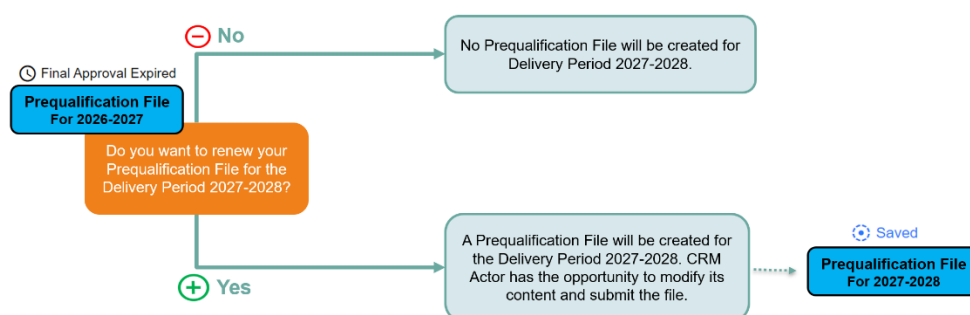 No
No Prequalification File will be created for
Delivery Period 2027-2028.
Final Approval Expired
Prequalification File
For 2026-2027
Do you want to renew your
Prequalification File for the
Delivery Period 2027-2028?
A Prequalification File will be created for
the Delivery Period 2027-2028. CRM
Actor has the opportunity to modify its
content and submit the file.
Saved
Prequalification File
For 2027-2028
Yes